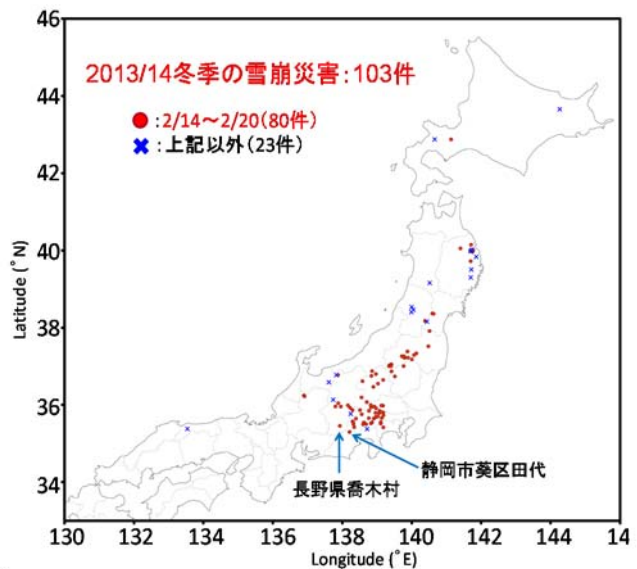 2013/14冬季の雪崩災害:103件
:2/14～2/20(80件)
:上記以外(23件)
静岡市葵区田代
長野県喬木村
Latitude (°N)
46
44
42
40
38
36
34
130 132 134 136 138 140 142 144 14
Longitude (°E)